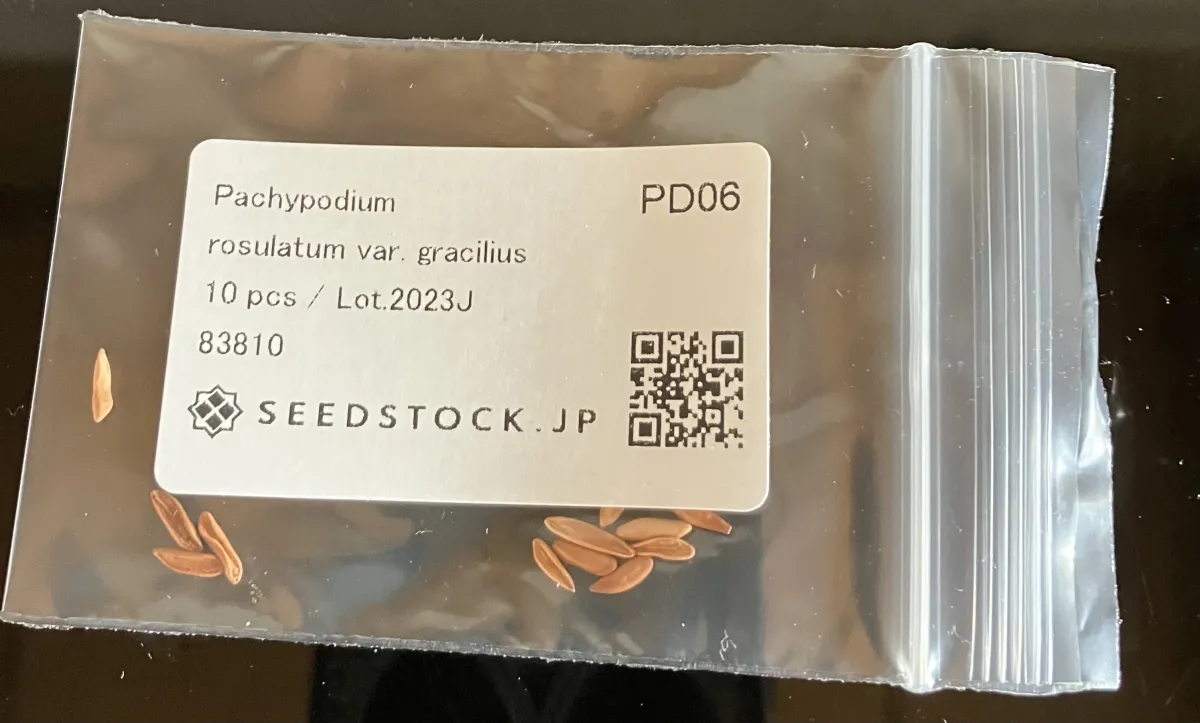 Pachypodium
PD06
rosulatum var. gracilius
10 pcs / Lot.2023J
83810
SEEDSTOCK.JP